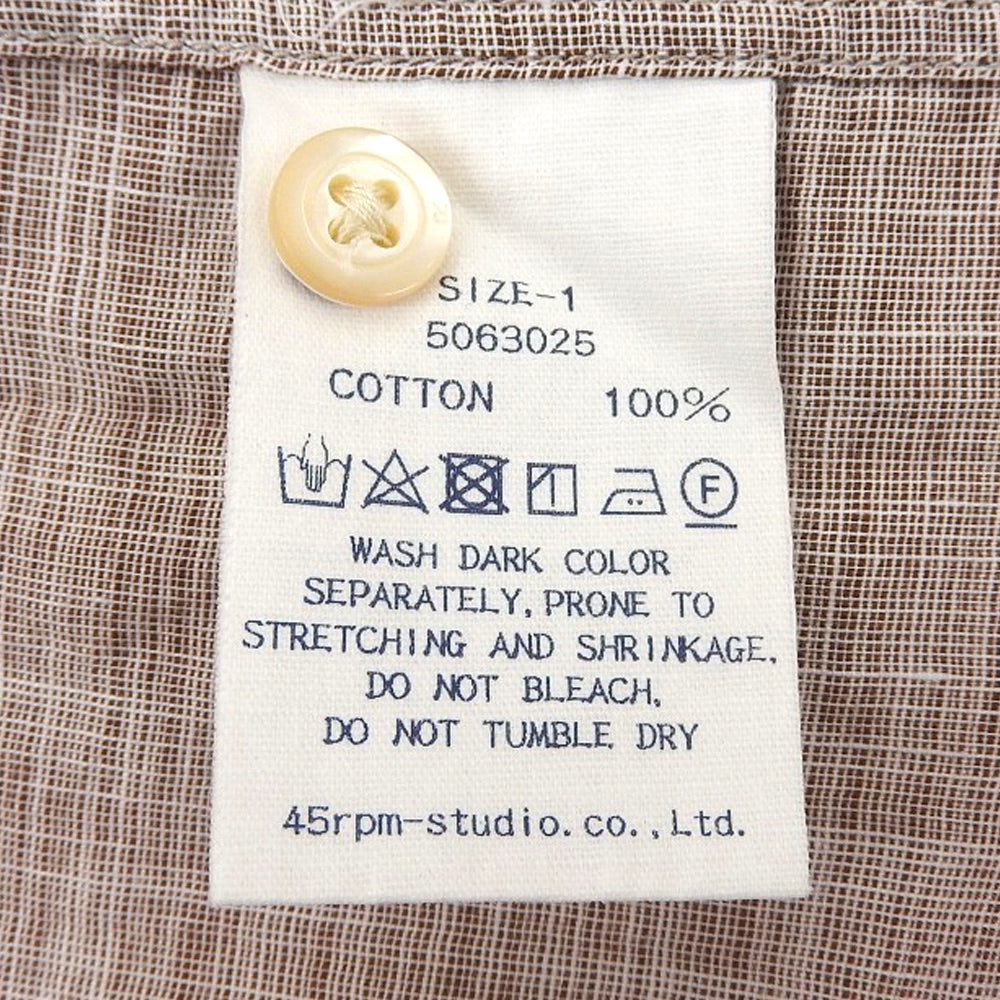 SIZE-1
5063025
COTTON 100%
F
WASH DARK COLOR
SEPARATELY, PRONE TO
STRETCHING AND SHRINKAGE.
DO NOT BLEACH.
DO NOT TUMBLE DRY
45rpm-studio.co.,Ltd.